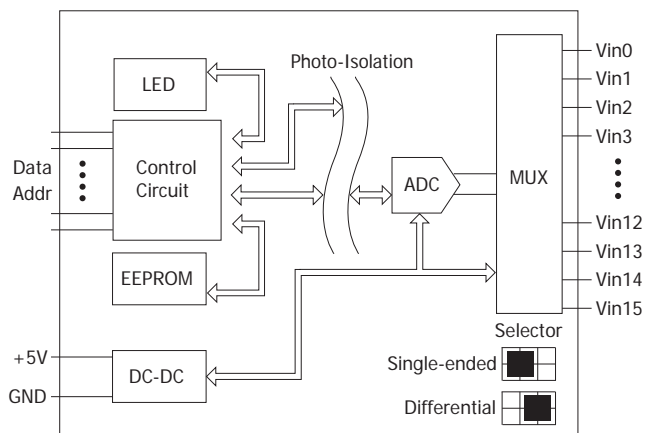 Photo-Isolation
LED
Data
Addr
Control
Circuit
EEPROM
ADC
MUX
Vin0
Vin1
Vin2
Vin3
Vin12
Vin13
Vin14
Vin15
+5V
GND
DC-DC
Selector
Single-ended
Differential